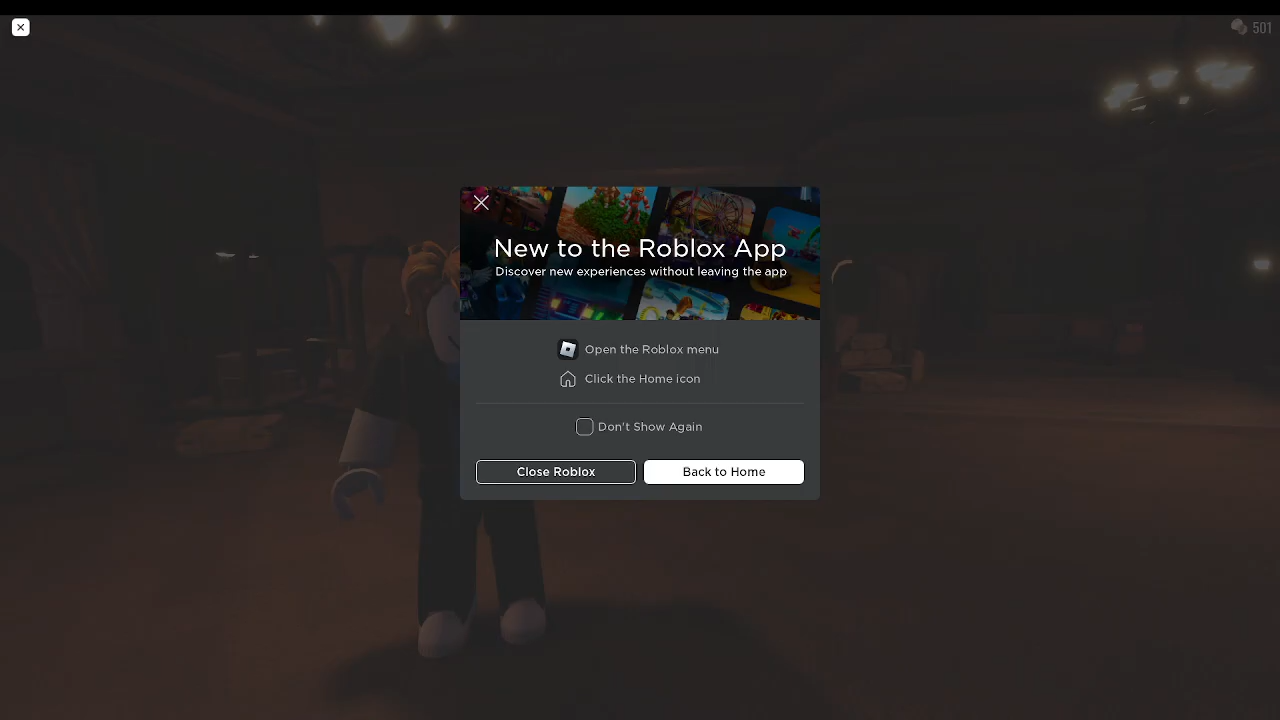 501
New to the Roblox App
Discover new experiences without leaving the app
Open the Roblox menu
Click the Home icon
Don't Show Again
Close Roblox
Back to Home